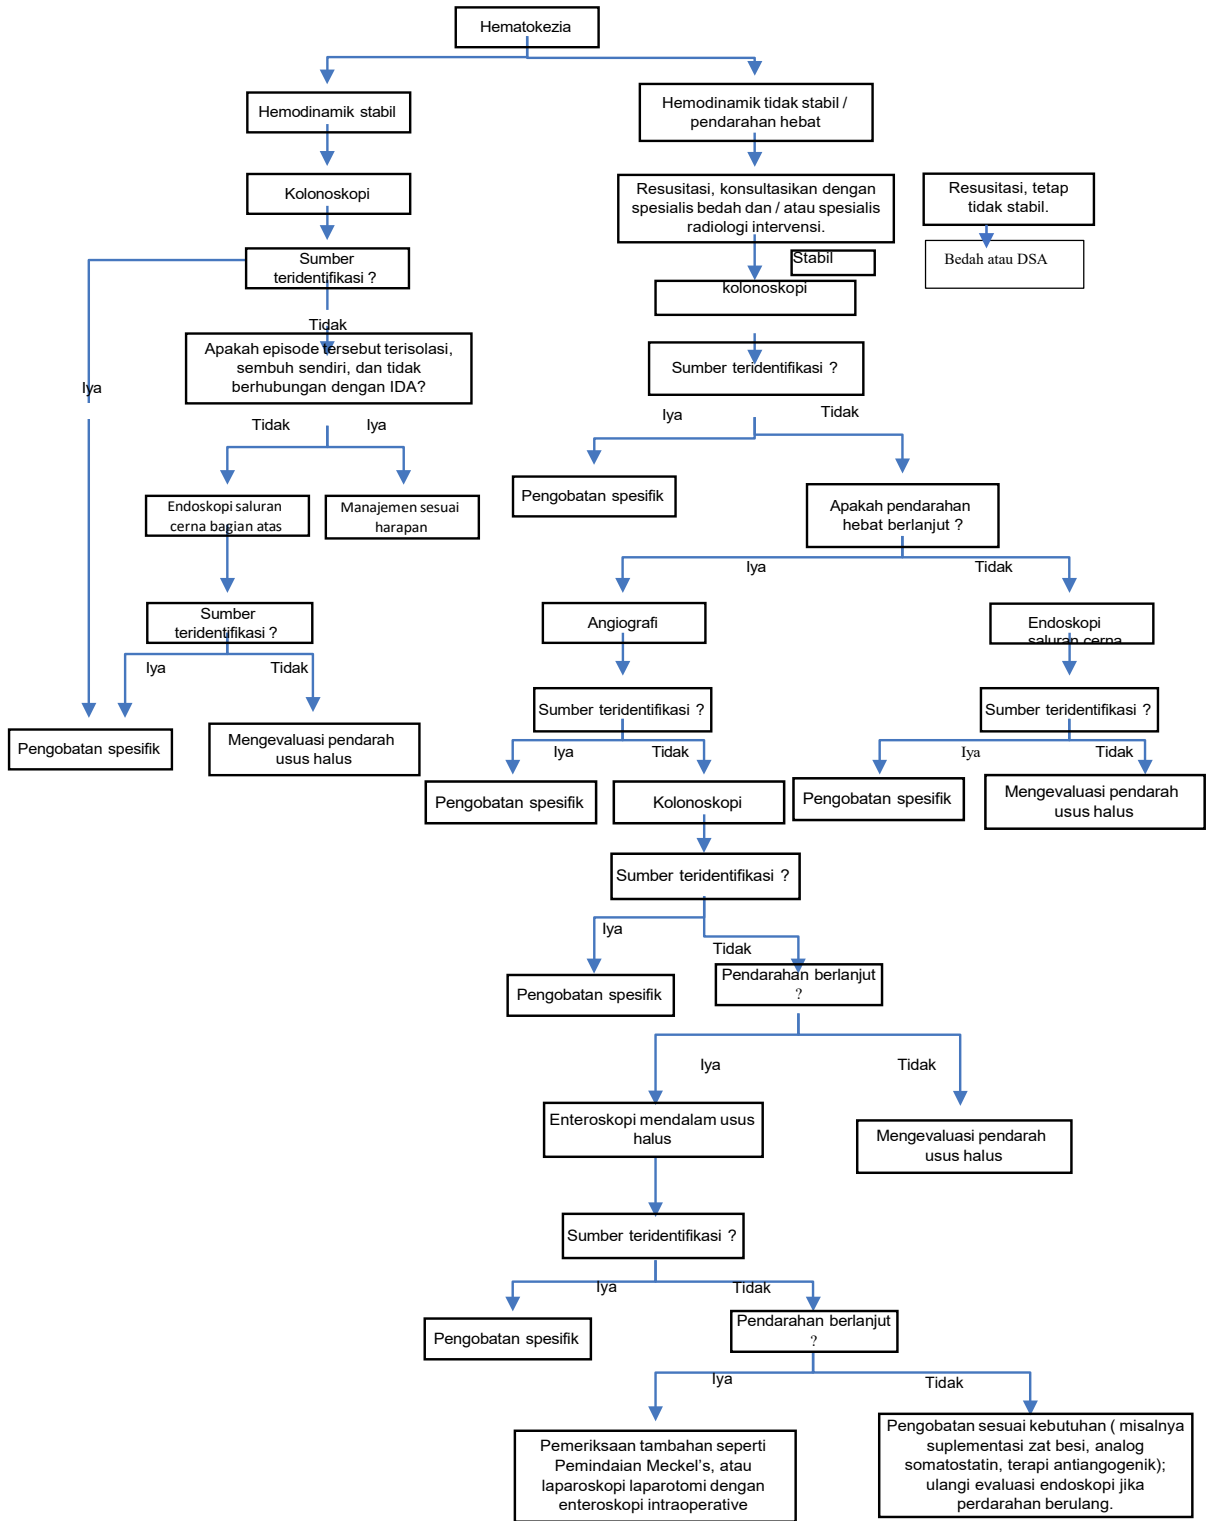 Hematokezia
Hemodinamik stabil
Hemodinamik tidak stabil /
pendarahan hebat
Kolonoskopi
Resusitasi, konsultasikan dengan
spesialis bedah dan / atau spesialis
radiologi intervensi.
Resusitasi, tetap
tidak stabil.
Sumber
teridentifikasi ?
Stabil
Bedah atau DSA
kolonoskopi
Tidak
Apakah episode tersebut terisolasi,
sembuh sendiri, dan tidak
berhubungan dengan IDA?
Sumber teridentifikasi ?
Iya
Iya
Tidak
Tidak
Iya
Endoskopi saluran
cerna bagian atas
Manajemen sesuai
harapan
Pengobatan spesifik
Apakah pendarahan
hebat berlanjut ?
Iya
Tidak
Sumber
teridentifikasi ?
Angiografi
Endoskopi
saluran cerna
Iya
Tidak
Sumber teridentifikasi ?
Sumber teridentifikasi ?
Pengobatan spesifik
Mengevaluasi pendarah
usus halus
Iya
Tidak
Iya
Tidak
Pengobatan spesifik
Kolonoskopi
Pengobatan spesifik
Mengevaluasi pendarah
usus halus
Sumber teridentifikasi ?
Iya
Tidak
Pengobatan spesifik
Pendarahan berlanjut
?
Iya
Tidak
Enteroskopi mendalam usus
halus
Mengevaluasi pendarah
usus halus
Sumber teridentifikasi ?
Iya
Tidak
Pengobatan spesifik
Pendarahan berlanjut
?
Iya
Tidak
Pemeriksaan tambahan seperti
Pemindaian Meckel's, atau
laparoskopi laparotomi dengan
enteroskopi intraoperative
Pengobatan sesuai kebutuhan ( misalnya
suplementasi zat besi, analog
somatostatin, terapi antiangogenik);
ulangi evaluasi endoskopi jika
perdarahan berulang.